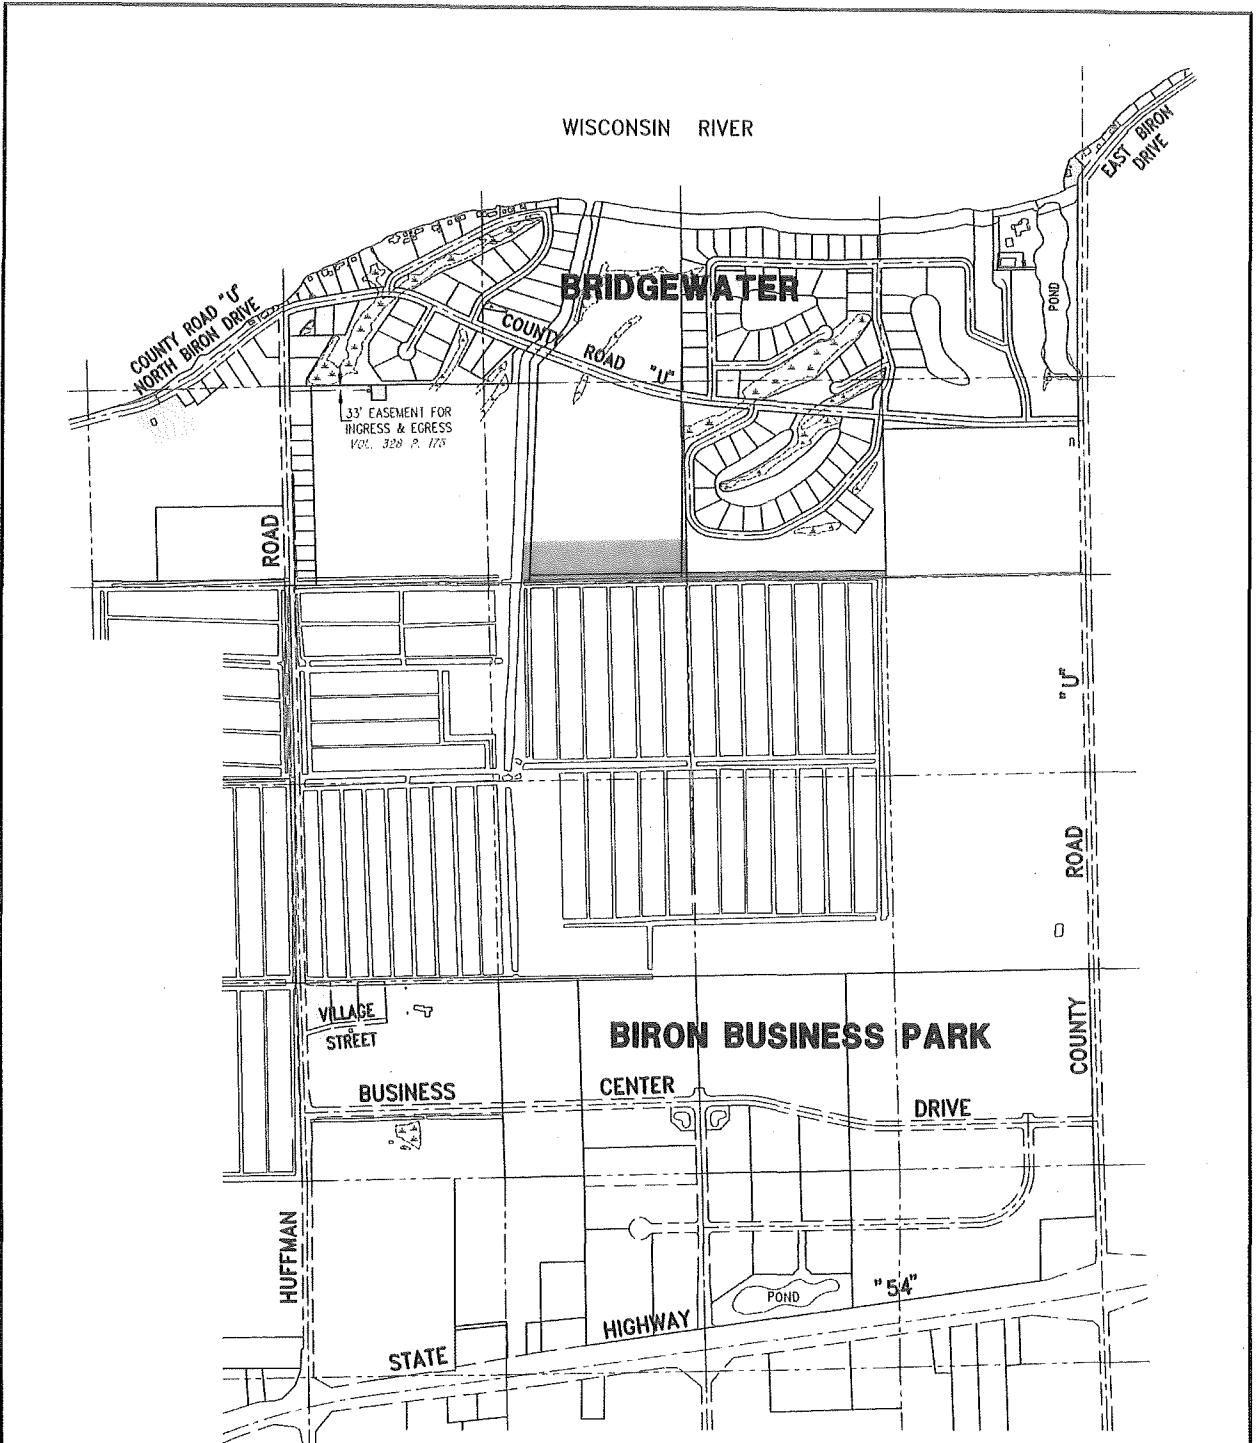 WISCONSIN RIVER
EAST BIRON
DRIVE
BRIDGEWATER
COUNTY ROAD "U"
NORTH BIRON DRIVE
POND
COUNTY ROAD "U"
33' EASEMENT FOR
INGRESS & EGRESS
VOL. 328 P. 175
ROAD
"U"
ROAD
COUNTY
VILLAGE
STREET
BIRON BUSINESS PARK
BUSINESS CENTER DRIVE
HUFFMAN
POND
STATE HIGHWAY "54"